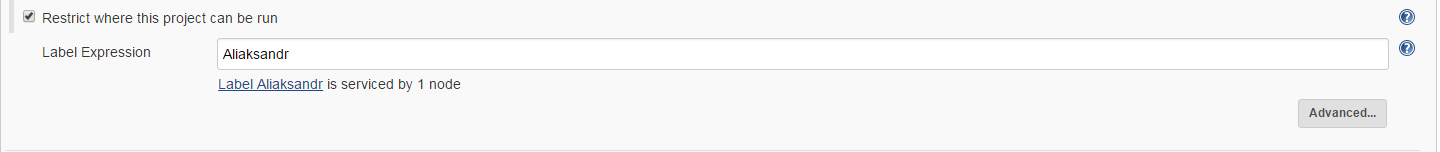 Restrict where this project can be run
?
Label Expression
Aliaksandr
?
Label Aliaksandr is serviced by 1 node
Advanced...